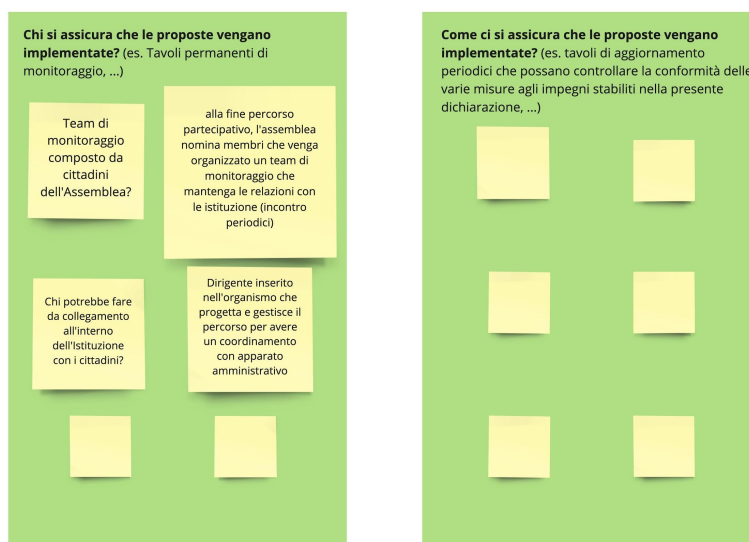 Chi si assicura che le proposte vengano
implementate? (es. Tavoli permanenti di
monitoraggio, ...)
Team di
monitoraggio
composto da
cittadini
dell'Assemblea?
alla fine percorso
partecipativo, l'assemblea
nomina membri che venga
organizzato un team di
monitoraggio che
mantenga le relazioni con
le istituzione (incontro
periodici)
Chi potrebbe fare
da collegamento
all'interno
dell'Istituzione
con i cittadini?
Dirigente inserito
nell'organismo che
progetta e gestisce il
percorso per avere
un coordinamento
con apparato
amministrativo
Come ci si assicura che le proposte vengano
implementate? (es. tavoli di aggiornamento
periodici che possano controllare la conformità delle
varie misure agli impegni stabiliti nella presente
dichiarazione, ...)